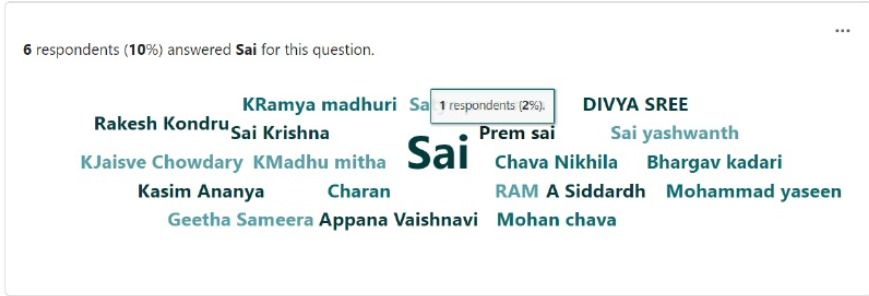 ...
6 respondents (10%) answered Sai for this question.
KRamya madhuri 1 respondents (2%). DIVYA SREE
Rakesh Kondru Sai Krishna Prem sai Sai yashwanth
KJaisve Chowdary KMadhu mitha Sai Chava Nikhila Bhargav kadari
Kasim Ananya Charan RAM A Siddardh Mohammad yaseen
Geetha Sameera Appana Vaishnavi Mohan chava